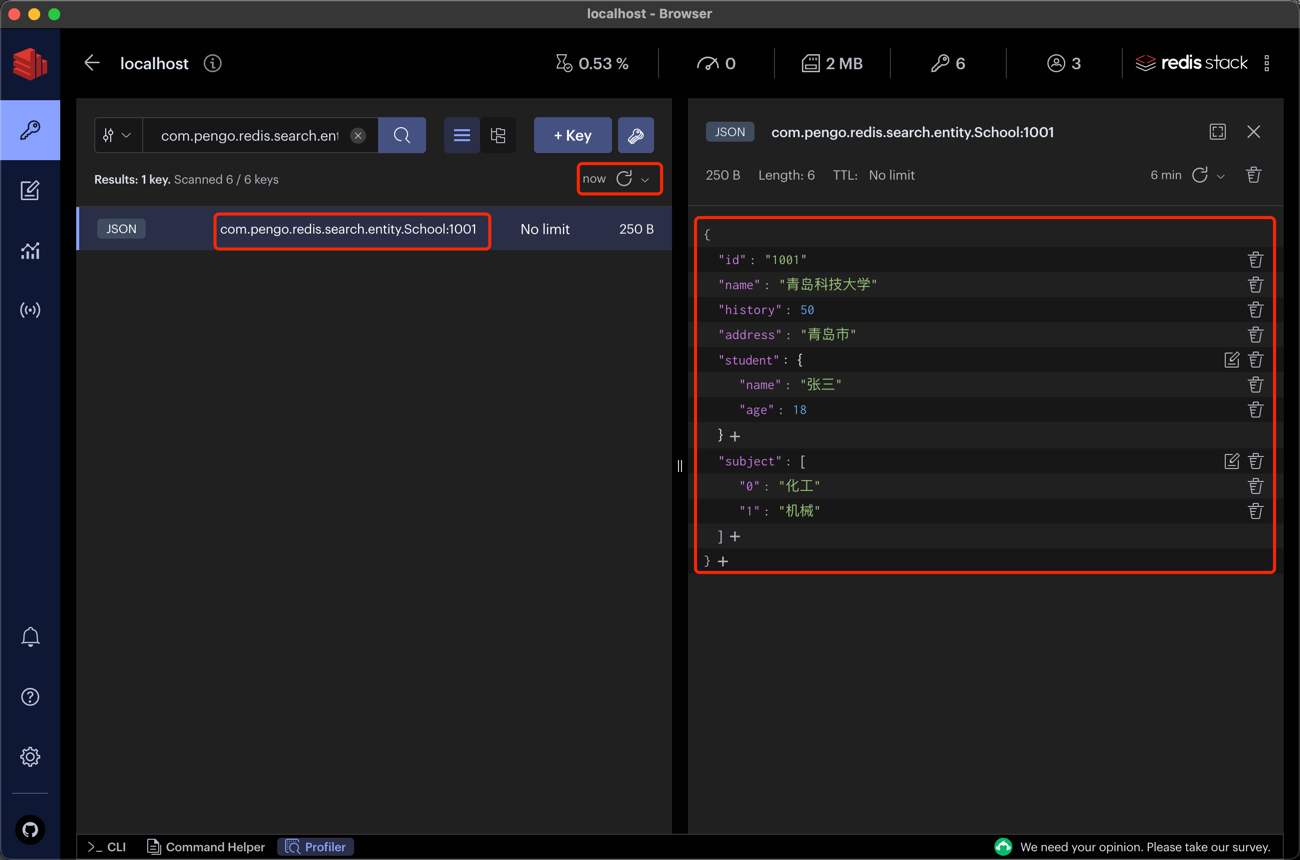 localhost - Browser
localhost
0.53 %
0
2 MB
6
3
redis stack
com.pengo.redis.search.ent
+ Key
Results: 1 key. Scanned 6 / 6 keys
now
JSON com.pengo.redis.search.entity.School:1001 No limit 250 B
JSON com.pengo.redis.search.entity.School:1001
250 B Length: 6 TTL: No limit 6 min
{
"id" : "1001"
"name" : "青岛科技大学"
"history" : 50
"address" : "青岛市"
"student" : {
"name" : "张三"
"age" : 18
} +
"subject" : [
"0" : "化工"
"1" : "机械"
] +
} +
>_ CLI
Command Helper
Profiler
We need your opinion. Please take our survey.